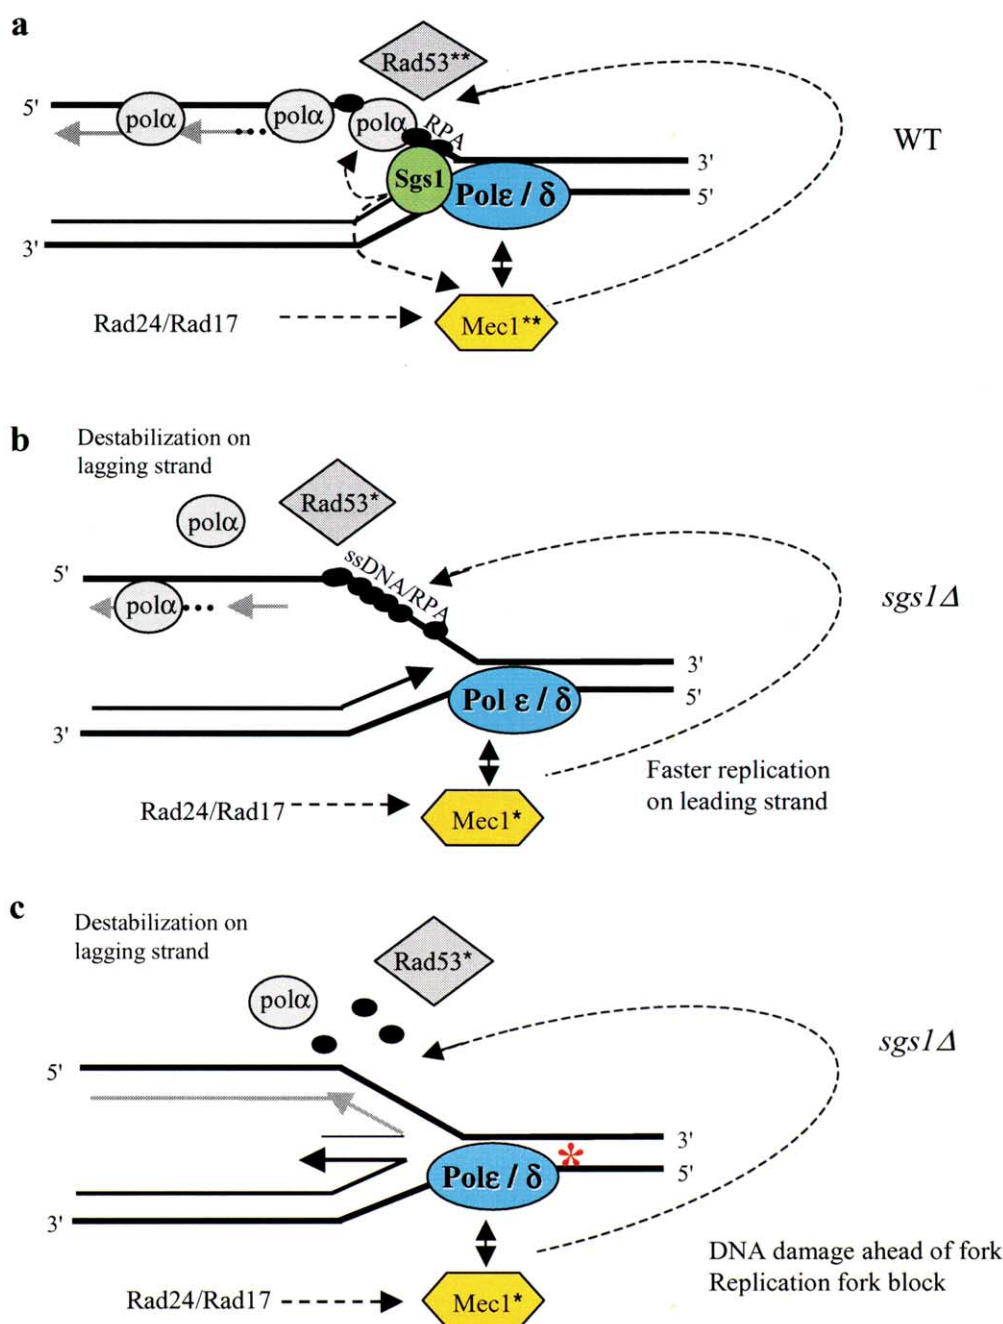 a
Rad53**
5'
polα
polα
polα
RPA
WT
3'
Sgs1
Polε / δ
5'
3'
Rad24/Rad17
Mec1**
b
Destabilization on
lagging strand
Rad53*
polα
5'
ssDNA/RPA
polα
sgs1Δ
3'
Pol ε / δ
5'
3'
Faster replication
on leading strand
Rad24/Rad17
Mec1*
c
Destabilization on
lagging strand
Rad53*
polα
sgs1Δ
5'
3'
*
Polε / δ
5'
3'
DNA damage ahead of fork
Replication fork block
Rad24/Rad17
Mec1*